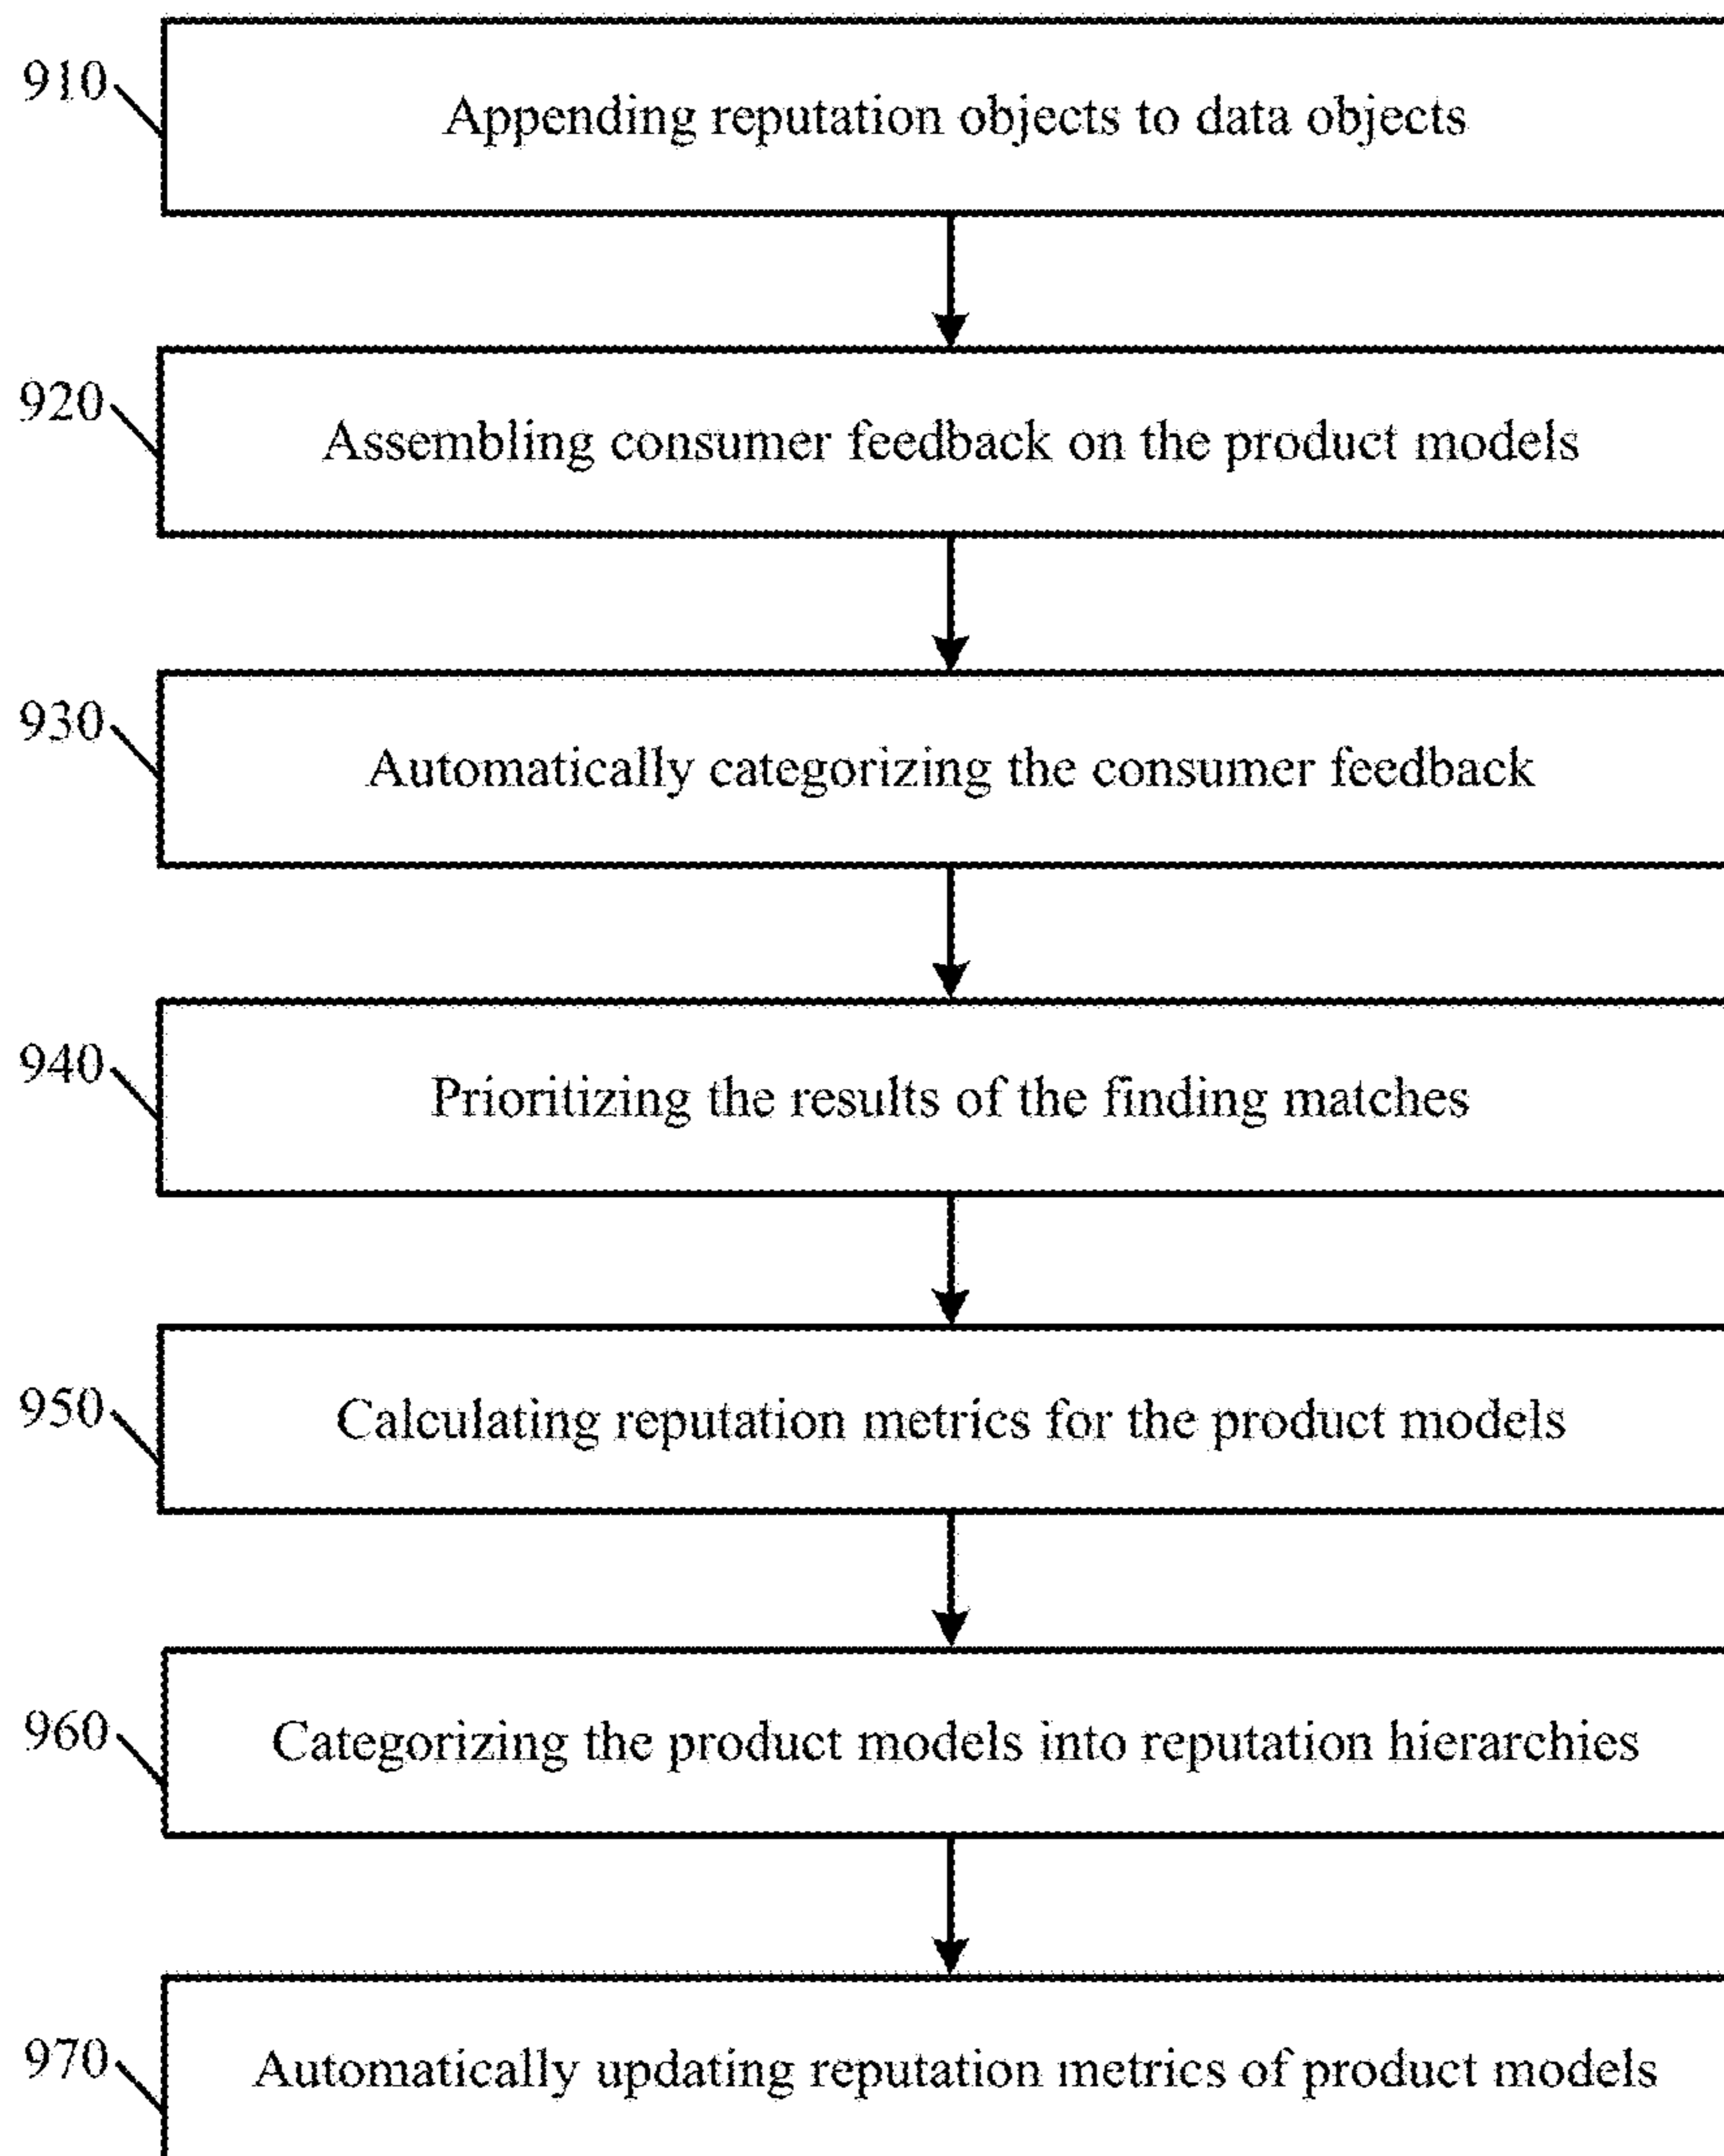 910
Appending reputation objects to data objects
920
Assembling consumer feedback on the product models
930
Automatically categorizing the consumer feedback
940
Prioritizing the results of the finding matches
950
Calculating reputation metrics for the product models
960
Categorizing the product models into reputation hierarchies
970
Automatically updating reputation metrics of product models